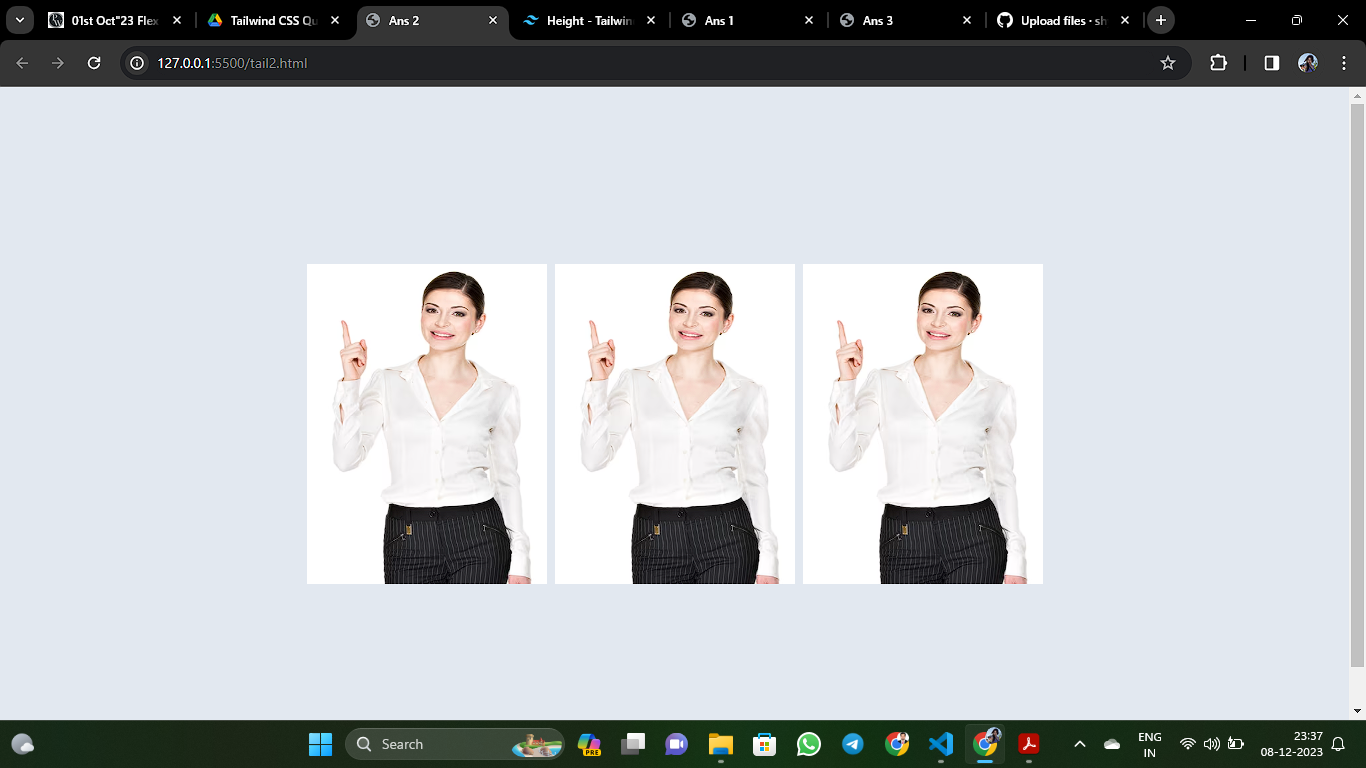 01st Oct"23 Flex
Tailwind CSS Qu
Ans 2
Height - Tailwin
Ans 1
Ans 3
Upload files · sh
127.0.0.1:5500/tail2.html
Search
PRE
ENG
IN
23:37
08-12-2023